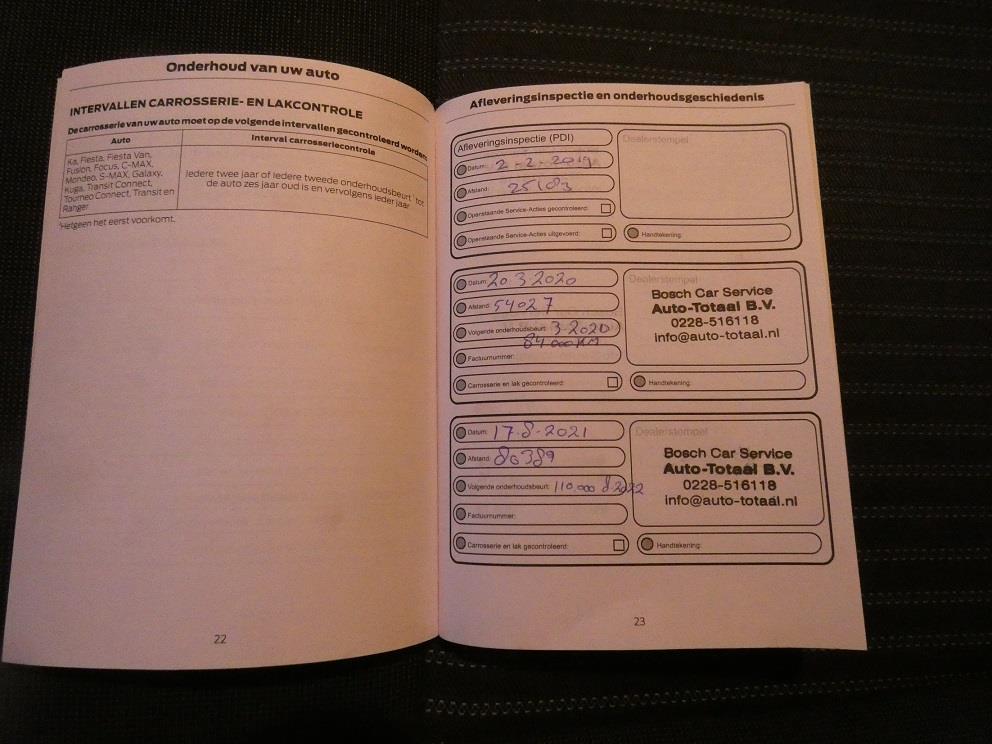 Onderhoud van uw auto
INTERVALLEN CARROSSERIE- EN LAKCONTROLE
De carrosserie van uw auto moet op de volgende intervallen gecontroleerd worden:
Auto
Interval carrosseriecontrole
Ka, Fiesta, Fiesta Van,
Fusion, Focus, C-MAX,
Mondeo, S-MAX, Galaxy,
Kuga, Transit Connect,
Tourneo Connect, Transit en
Ranger
Iedere twee jaar of iedere tweede onderhoudsbeurt* tot
de auto zes jaar oud is en vervolgens ieder jaar
*Hetgeen het eerst voorkomt.
22
Afleveringsinspectie en onderhoudsgeschiedenis
Afleveringsinspectie (PDI)
Datum: 2-2-2019
Afstand: 25183
Openstaande Service-Acties gecontroleerd:
Openstaande Service-Acties uitgevoerd:
Dealerstempel
Handtekening:
Datum: 20.3.2020
Afstand: 54027
Volgende onderhoudsbeurt: 3-2020
84000KM
Factuurnummer:
Carrosserie en lak gecontroleerd:
Dealerstempel
Bosch Car Service
Auto-Totaal B.V.
0228-516118
info@auto-totaal.nl
Handtekening:
Datum: 17-8-2021
Afstand: 80389
Volgende onderhoudsbeurt: 110.000 8.2022
Factuurnummer:
Carrosserie en lak gecontroleerd:
Dealerstempel
Bosch Car Service
Auto-Totaal B.V.
0228-516118
info@auto-totaal.nl
Handtekening:
23